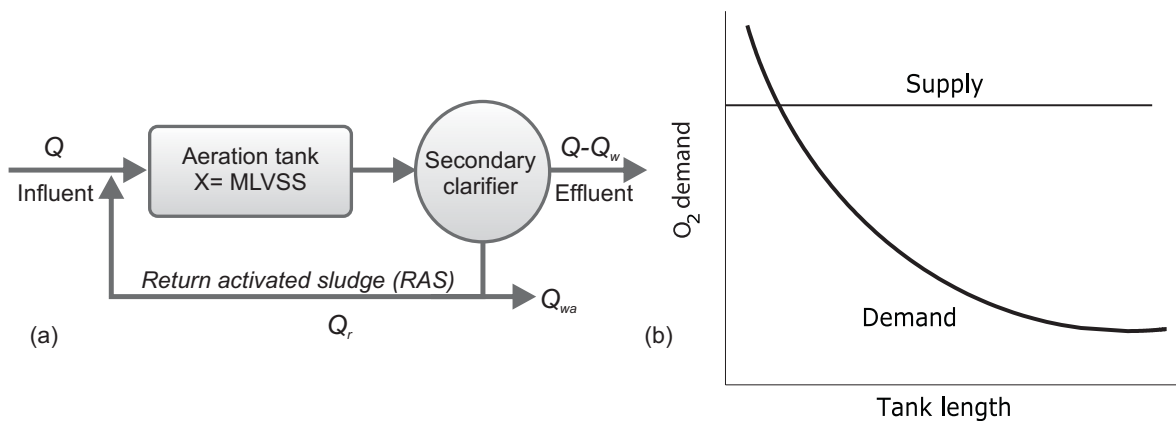 Q
Influent
Aeration tank
X= MLVSS
Secondary
clarifier
Q-Q_w
Effluent
Return activated sludge (RAS)
Q_wa
Q_r
(a)
O₂ demand
Supply
Demand
Tank length
(b)